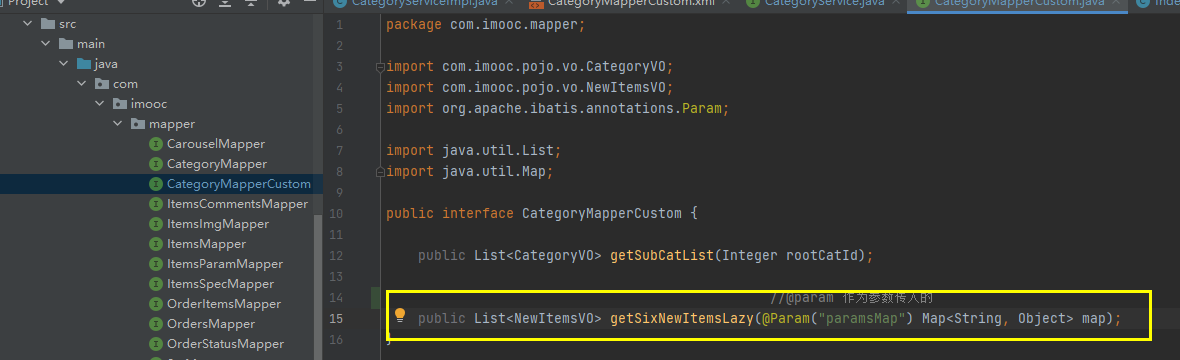 Project
CategoryServiceImpl.java
CategoryMapperCustom.xml
CategoryService.java
CategoryMapperCustom.java
src
main
java
com
imooc
mapper
CarouselMapper
CategoryMapper
CategoryMapperCustom
ItemsCommentsMapper
ItemsImgMapper
ItemsMapper
ItemsParamMapper
ItemsSpecMapper
OrderItemsMapper
OrdersMapper
OrderStatusMapper
1 package com.imooc.mapper;
2
3 import com.imooc.pojo.vo.CategoryVO;
4 import com.imooc.pojo.vo.NewItemsVO;
5 import org.apache.ibatis.annotations.Param;
6
7 import java.util.List;
8 import java.util.Map;
9
10 public interface CategoryMapperCustom {
11
12 public List<CategoryVO> getSubCatList(Integer rootCatId);
13
14 //@param 作为参数传入的
15 public List<NewItemsVO> getSixNewItemsLazy(@Param("paramsMap") Map<String, Object> map);
16 }